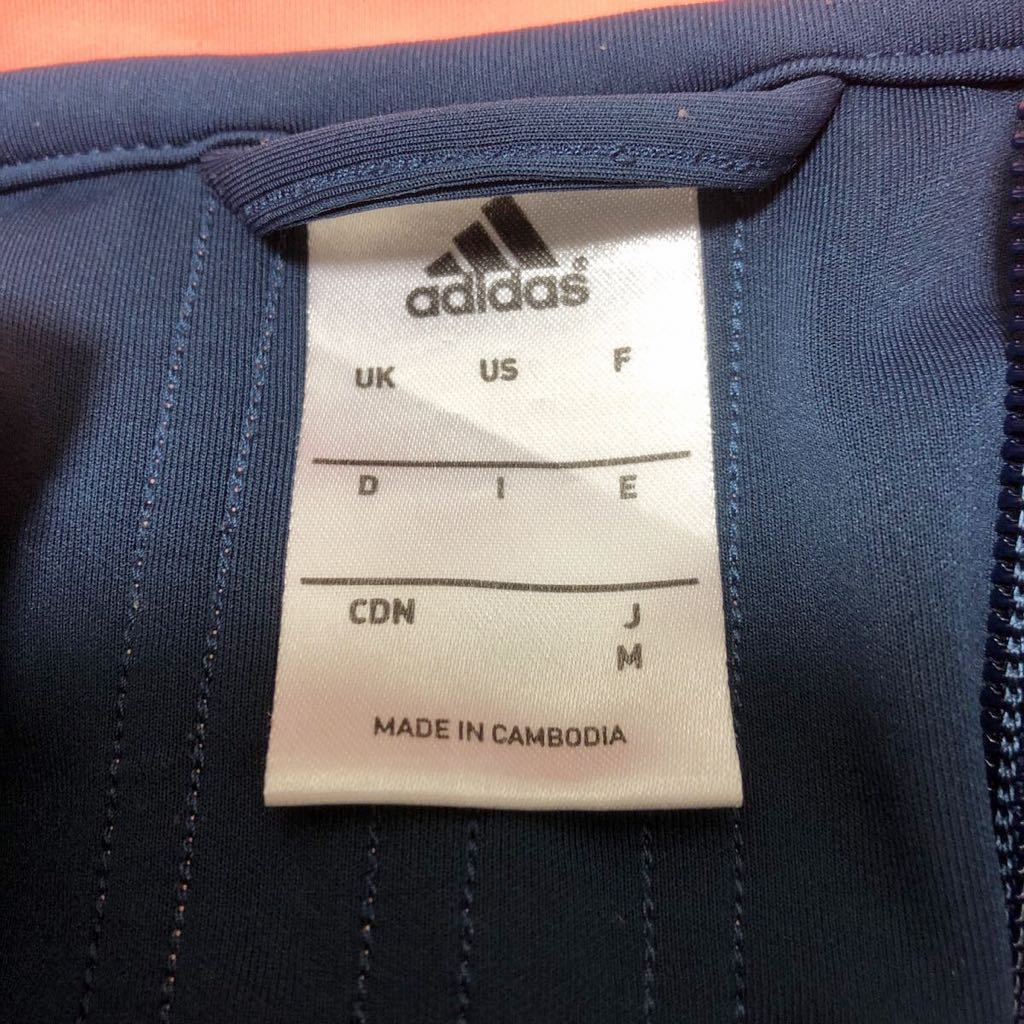 adidas®
UK US F
D I E
CDN J
M
MADE IN CAMBODIA